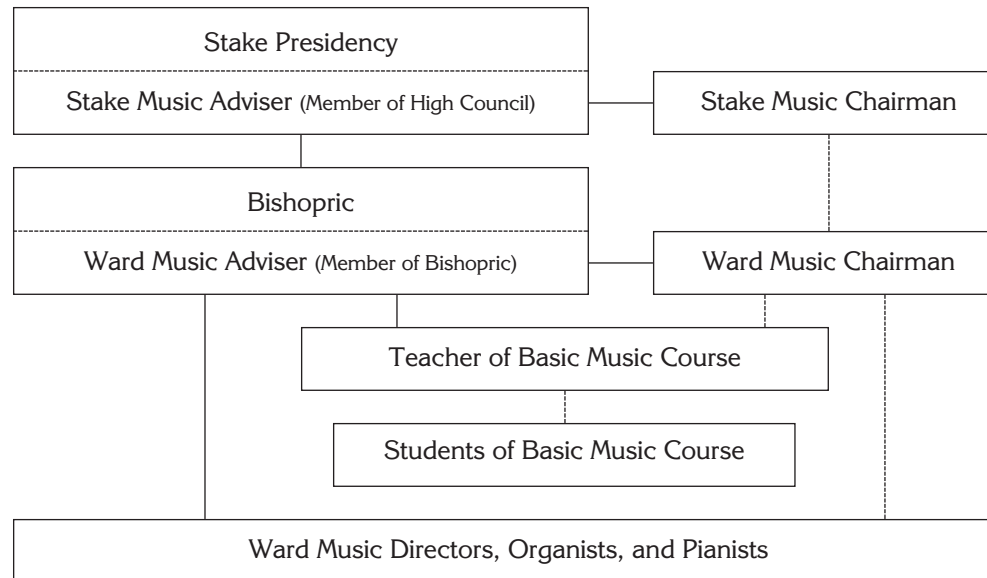 Stake Presidency
Stake Music Adviser (Member of High Council)
Stake Music Chairman
Bishopric
Ward Music Adviser (Member of Bishopric)
Ward Music Chairman
Teacher of Basic Music Course
Students of Basic Music Course
Ward Music Directors, Organists, and Pianists